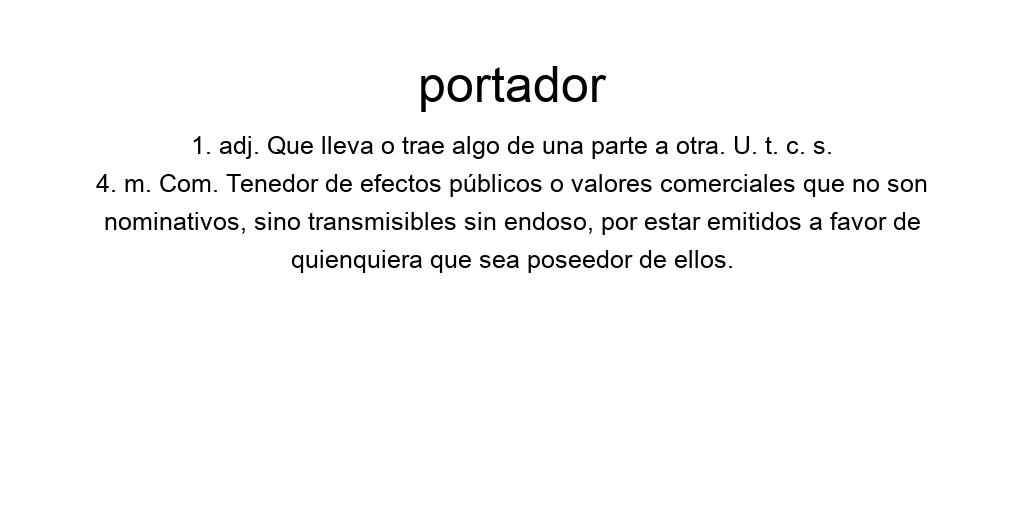 portador
1. adj. Que lleva o trae algo de una parte a otra. U. t. c. s.
4. m. Com. Tenedor de efectos públicos o valores comerciales que no son
nominativos, sino transmisibles sin endoso, por estar emitidos a favor de
quienquiera que sea poseedor de ellos.